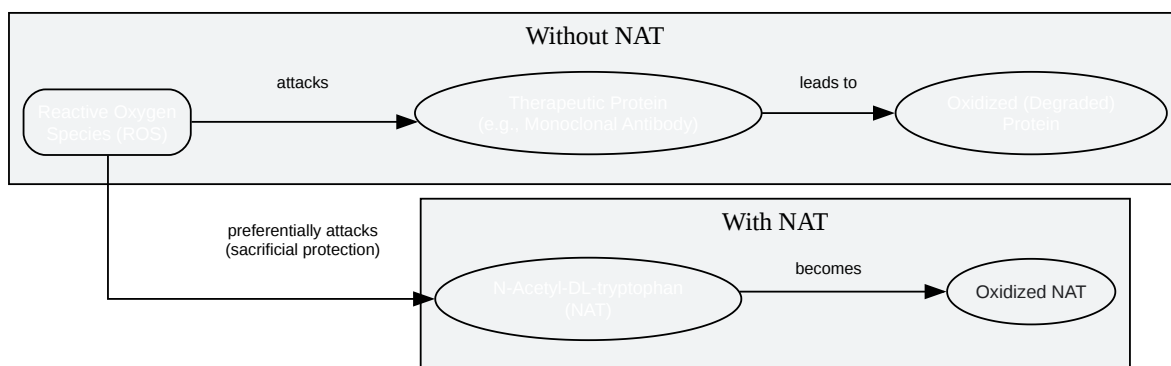 Without NAT
attacks
leads to
Reactive Oxygen
Species (ROS)
Therapeutic Protein
(e.g., Monoclonal Antibody)
Oxidized (Degraded)
Protein
With NAT
preferentially attacks
(sacrificial protection)
becomes
N-Acetyl-DL-tryptophan
(NAT)
Oxidized NAT